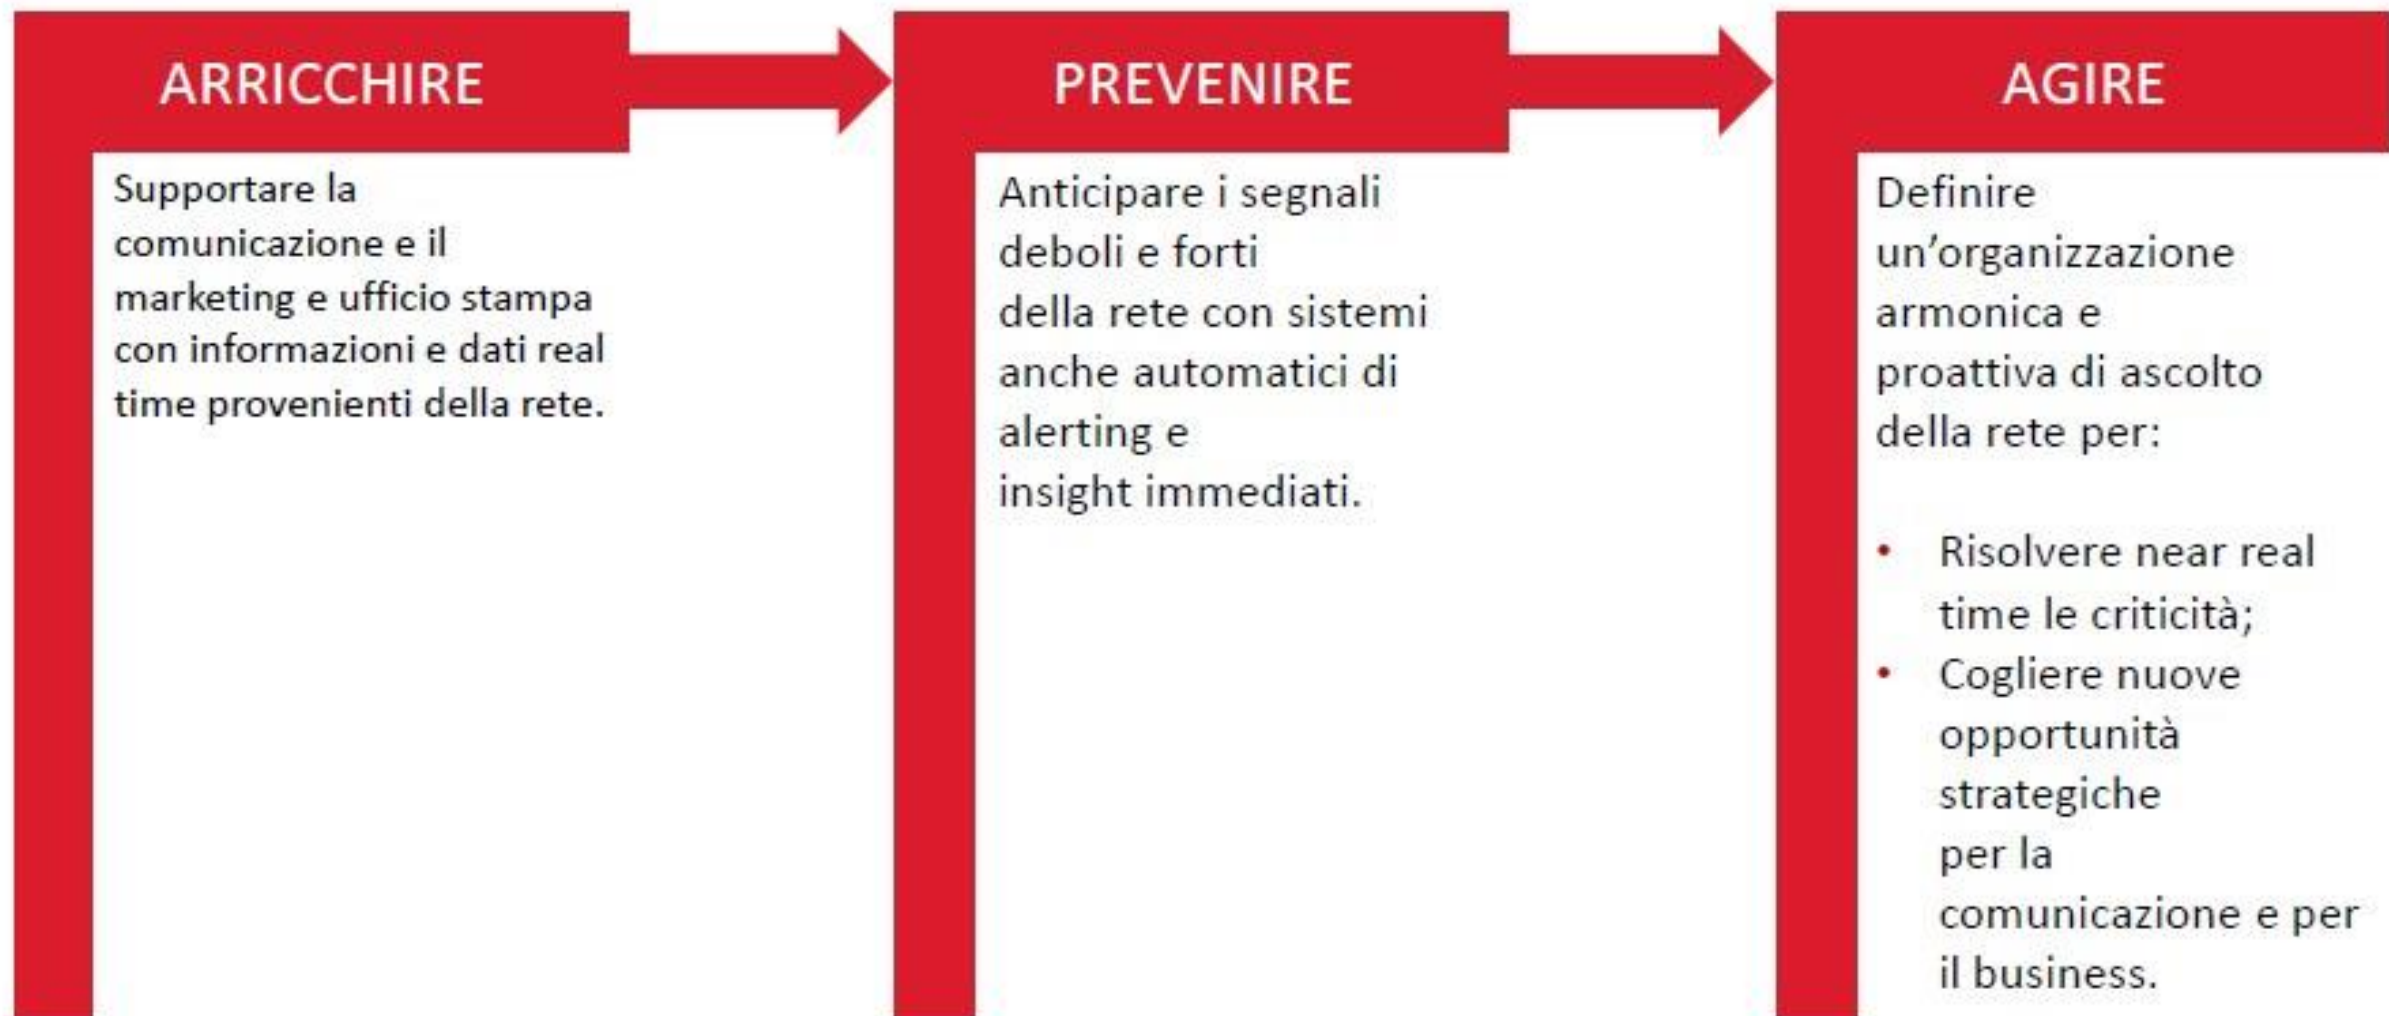 ARRICCHIRE
Supportare la
comunicazione e il
marketing e ufficio stampa
con informazioni e dati real
time provenienti della rete.
PREVENIRE
Anticipare i segnali
deboli e forti
della rete con sistemi
anche automatici di
alerting e
insight immediati.
AGIRE
Definire
un’organizzazione
armonica e
proattiva di ascolto
della rete per:
• Risolvere near real
time le criticità;
• Cogliere nuove
opportunità
strategiche
per la
comunicazione e per
il business.